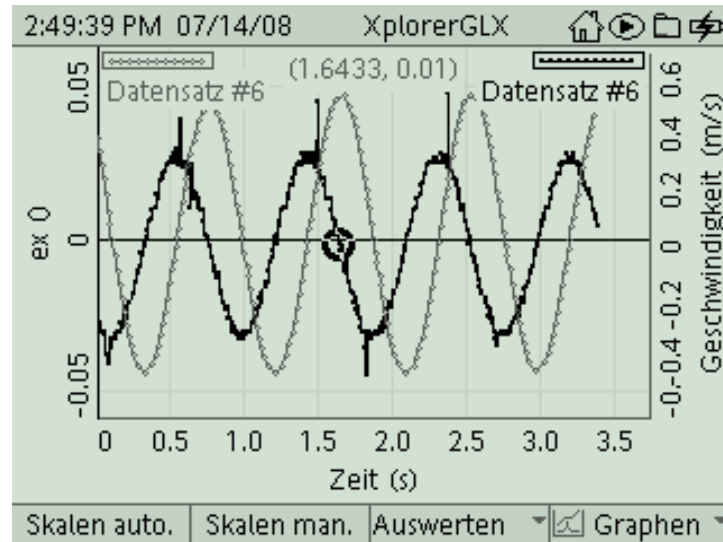 2:49:39 PM 07/14/08 XplorerGLX
(1.6433, 0.01)
Datensatz #6 Datensatz #6
0.05
0
-0.05
ex 0
0.6
0.4
0.2
0
-0.2
-0.4
Geschwindigkeit (m/s)
0 0.5 1.0 1.5 2.0 2.5 3.0 3.5
Zeit (s)
Skalen auto. Skalen man. Auswerten Graphen